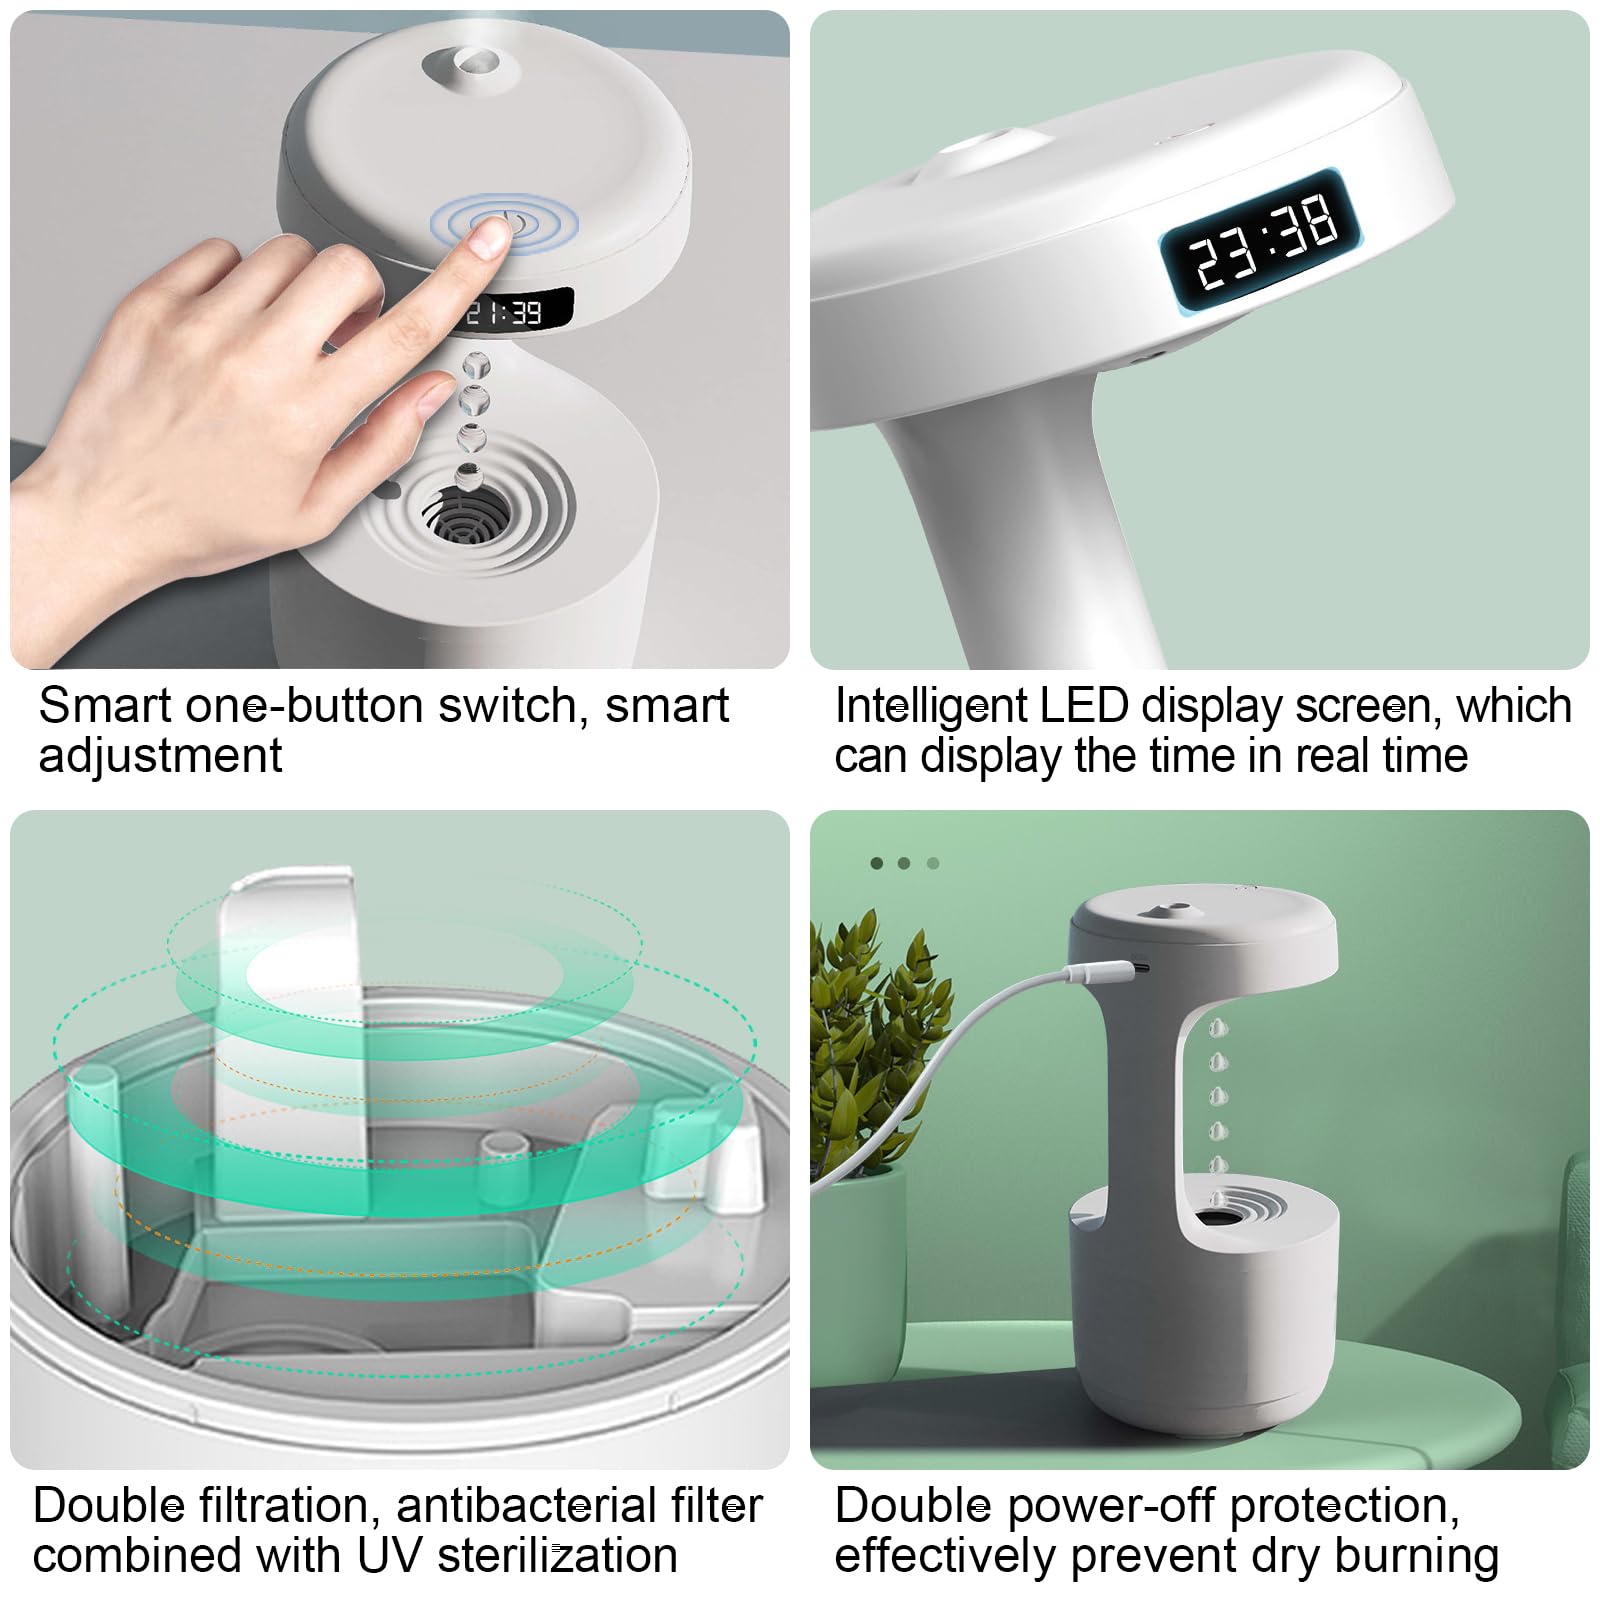 21:39
23:38
Smart one-button switch, smart
adjustment
Intelligent LED display screen, which
can display the time in real time
Double filtration, antibacterial filter
combined with UV sterilization
Double power-off protection,
effectively prevent dry burning